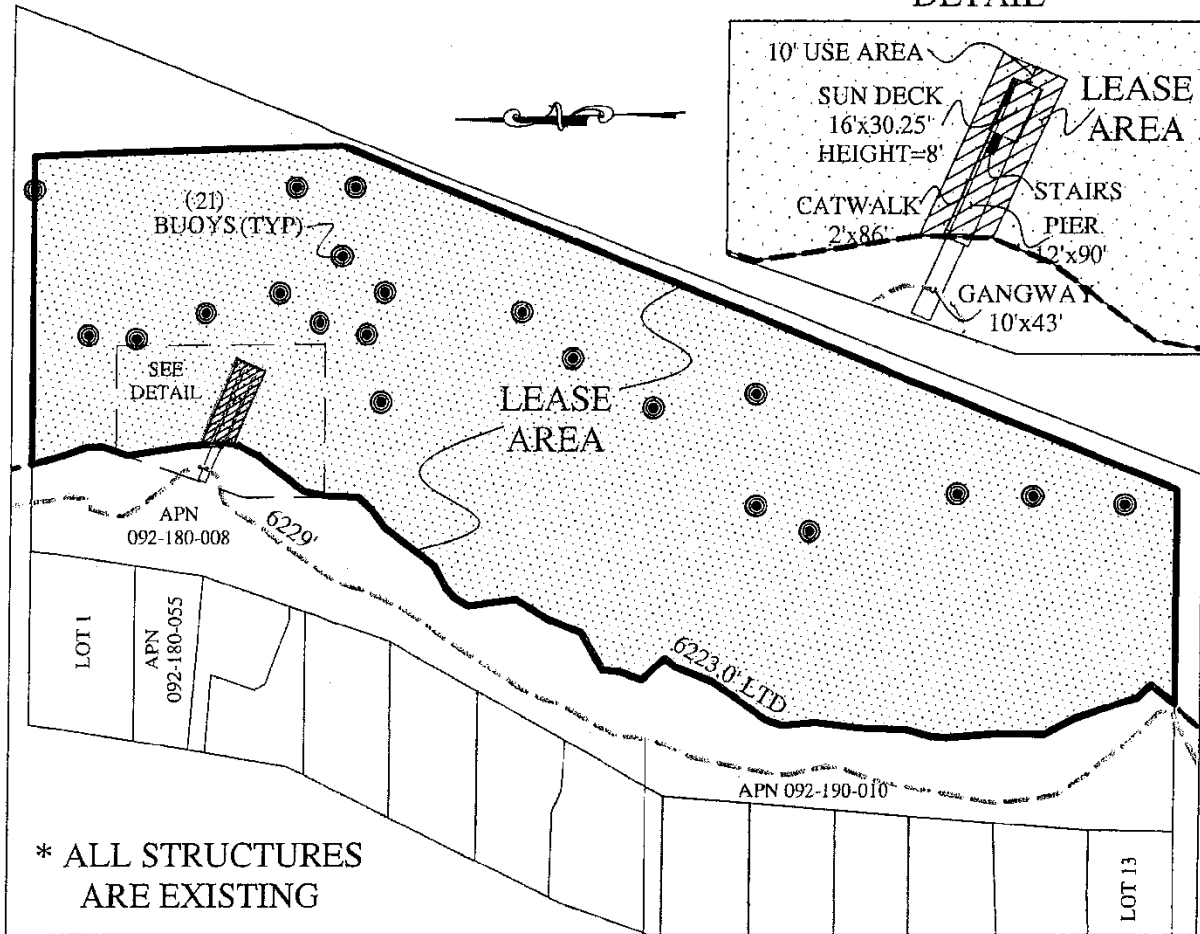 DETAIL
10' USE AREA
SUN DECK
16'x30.25'
HEIGHT=8'
LEASE
AREA
CATWALK
2'x86'
STAIRS
PIER
12'x90'
GANGWAY
10'x43'
(21)
BUOYS (TYP)
SEE
DETAIL
LEASE
AREA
APN
092-180-008
6229'
LOT 1
APN
092-180-055
6223.0' LTD
APN 092-190-010
LOT 13
* ALL STRUCTURES
ARE EXISTING